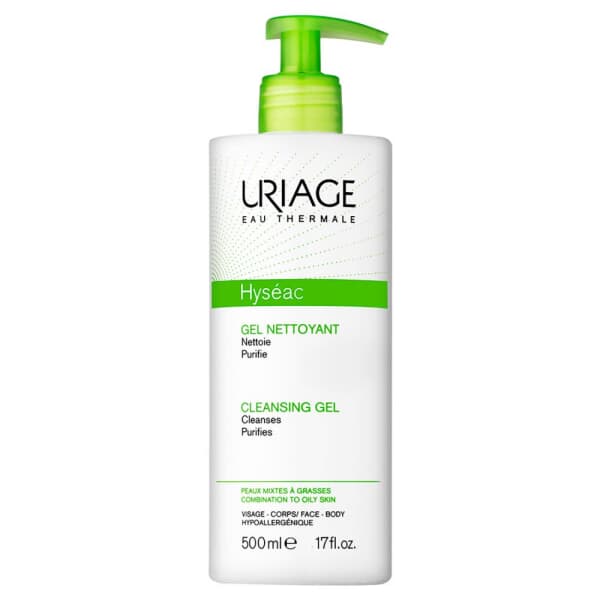 URIAGE
EAU THERMALE
Hyséac
GEL NETTOYANT
Nettoie
Purifie
CLEANSING GEL
Cleanses
Purifies
PEAUX MIXTES À GRASSES
COMBINATION TO OILY SKIN
VISAGE - CORPS/ FACE - BODY
HYPOALLERGÉNIQUE
500ml℮ 17fl.oz.